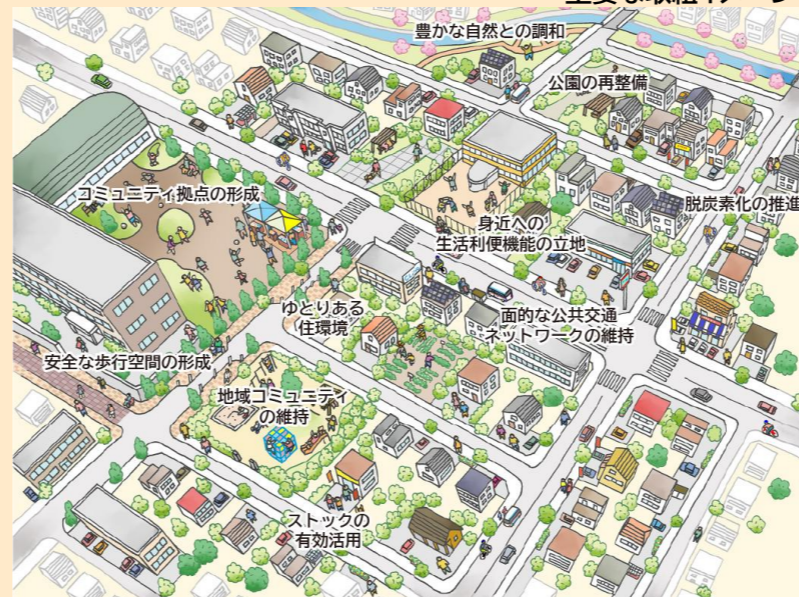 豊かな自然との調和
公園の再整備
コミュニティ拠点の形成
脱炭素化の推進
身近への
生活利便機能の立地
ゆとりある
住環境
面的な公共交通
ネットワークの維持
安全な歩行空間の形成
地域コミュニティ
の維持
ストックの
有効活用